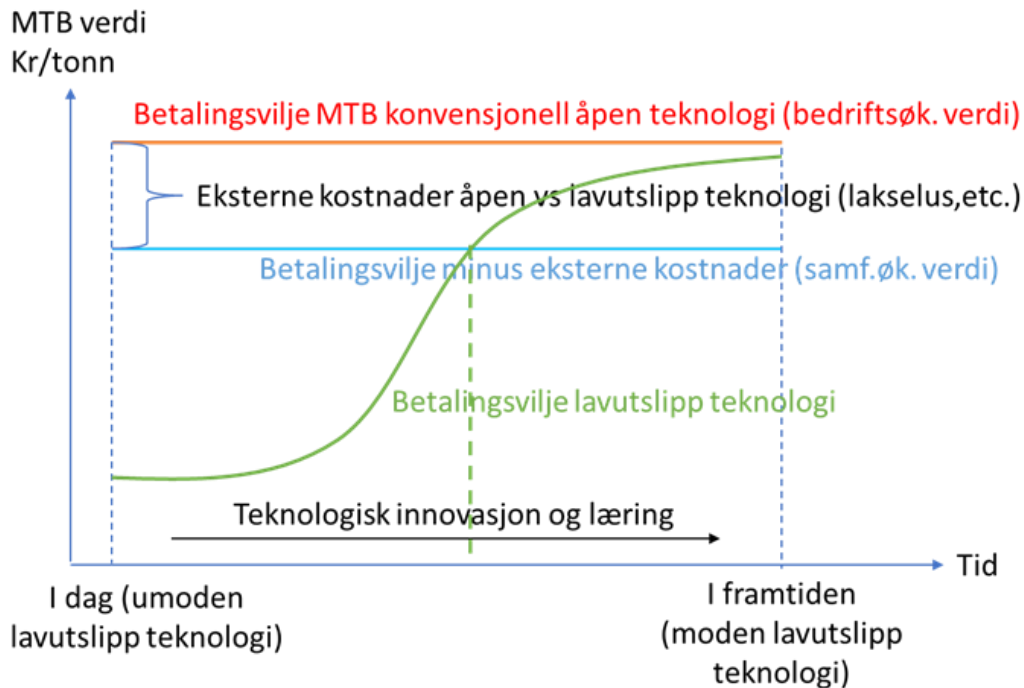 MTB verdi
Kr/tonn
Betalingsvilje MTB konvensjonell åpen teknologi (bedriftsøk. verdi)
Eksterne kostnader åpen vs lavutslipp teknologi (lakselus,etc.)
Betalingsvilje minus eksterne kostnader (samf.øk. verdi)
Betalingsvilje lavutslipp teknologi
Teknologisk innovasjon og læring
Tid
I dag (umoden
lavutslipp teknologi)
I framtiden
(moden lavutslipp
teknologi)